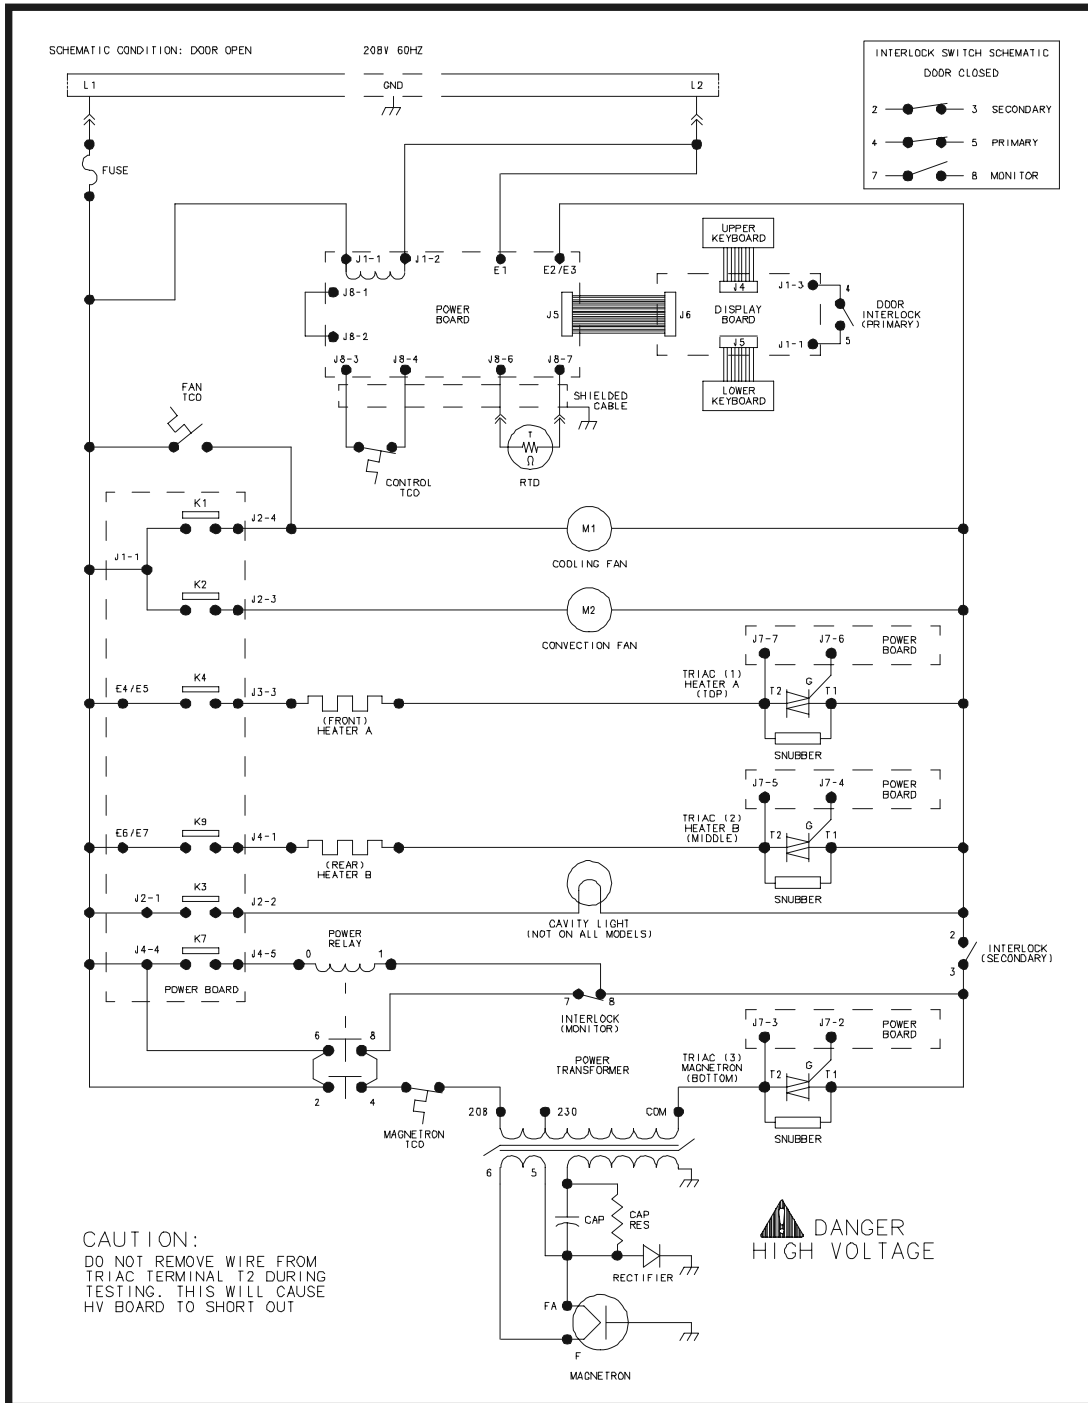 SCHEMATIC CONDITION: DOOR OPEN
208V 60HZ
L1
GND
L2
INTERLOCK SWITCH SCHEMATIC
DOOR CLOSED
2 3 SECONDARY
4 5 PRIMARY
7 8 MONITOR
FUSE
J1-1
J1-2
E1
E2/E3
J8-1
J8-2
POWER
BOARD
J8-3
J8-4
J8-6
J8-7
J5
J6
UPPER
KEYBOARD
J4
J1-3
DISPLAY
BOARD
J5
J1-1
LOWER
KEYBOARD
4
DOOR
INTERLOCK
(PRIMARY)
5
SHIELDED
CABLE
FAN
TCO
CONTROL
TCO
T
Ω
RTD
K1
J2-4
M1
COOLING FAN
J1-1
K2
J2-3
M2
CONVECTION FAN
J7-7
J7-6
POWER
BOARD
E4/E5
K4
J3-3
(FRONT)
HEATER A
TRIAC (1)
HEATER A
(TOP)
T2
G
T1
SNUBBER
J7-5
J7-4
POWER
BOARD
E6/E7
K9
J4-1
(REAR)
HEATER B
TRIAC (2)
HEATER B
(MIDDLE)
T2
G
T1
SNUBBER
J2-1
K3
J2-2
CAVITY LIGHT
(NOT ON ALL MODELS)
J4-4
K7
J4-5
POWER
RELAY
0
1
2
INTERLOCK
(SECONDARY)
3
POWER BOARD
7
8
INTERLOCK
(MONITOR)
J7-3
J7-2
POWER
BOARD
6
8
2
4
MAGNETRON
TCO
POWER
TRANSFORMER
TRIAC (3)
MAGNETRON
(BOTTOM)
T2
G
T1
SNUBBER
208
230
COM
6
5
CAP
CAP
RES
RECTIFIER
FA
F
MAGNETRON
CAUTION:
DO NOT REMOVE WIRE FROM
TRIAC TERMINAL T2 DURING
TESTING. THIS WILL CAUSE
HV BOARD TO SHORT OUT
DANGER
HIGH VOLTAGE